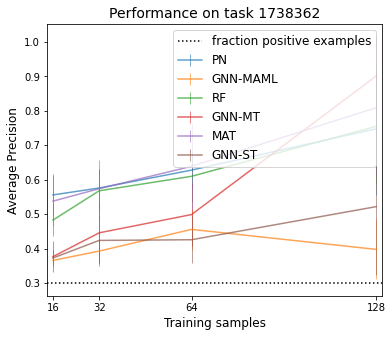 Performance on task 1738362
1.0
0.9
0.8
0.7
0.6
0.5
0.4
0.3
Average Precision
fraction positive examples
PN
GNN-MAML
RF
GNN-MT
MAT
GNN-ST
16
32
64
128
Training samples